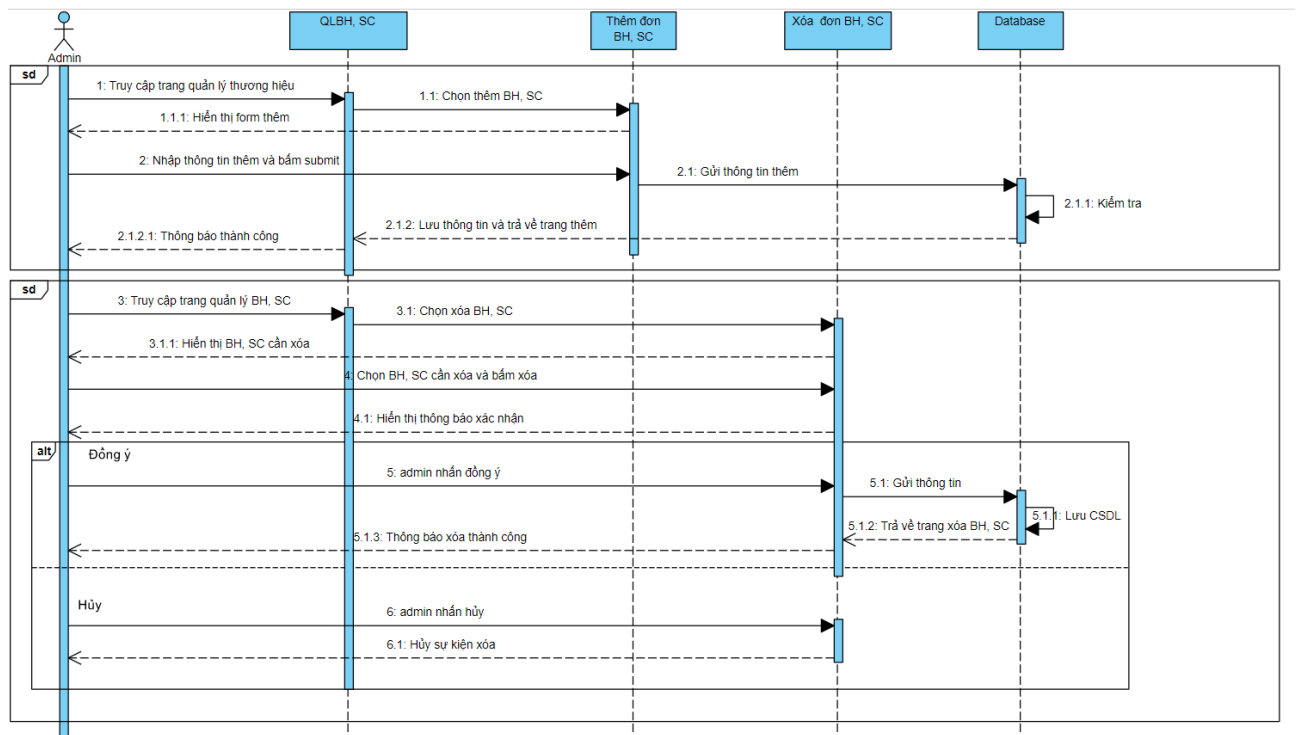 QLBH, SC
Thêm đơn
BH, SC
Xóa đơn BH, SC
Database
Admin
sd
1: Truy cập trang quản lý thương hiệu
1.1: Chọn thêm BH, SC
1.1.1: Hiển thị form thêm
2: Nhập thông tin thêm và bấm submit
2.1: Gửi thông tin thêm
2.1.1: Kiểm tra
2.1.2: Lưu thông tin và trả về trang thêm
2.1.2.1: Thông báo thành công
sd
3: Truy cập trang quản lý BH, SC
3.1: Chọn xóa BH, SC
3.1.1: Hiển thị BH, SC cần xóa
4: Chọn BH, SC cần xóa và bấm xóa
4.1: Hiển thị thông báo xác nhận
alt
Đồng ý
5: admin nhấn đồng ý
5.1: Gửi thông tin
5.1.1: Lưu CSDL
5.1.2: Trả về trang xóa BH, SC
5.1.3: Thông báo xóa thành công
Hủy
6: admin nhấn hủy
6.1: Hủy sự kiện xóa